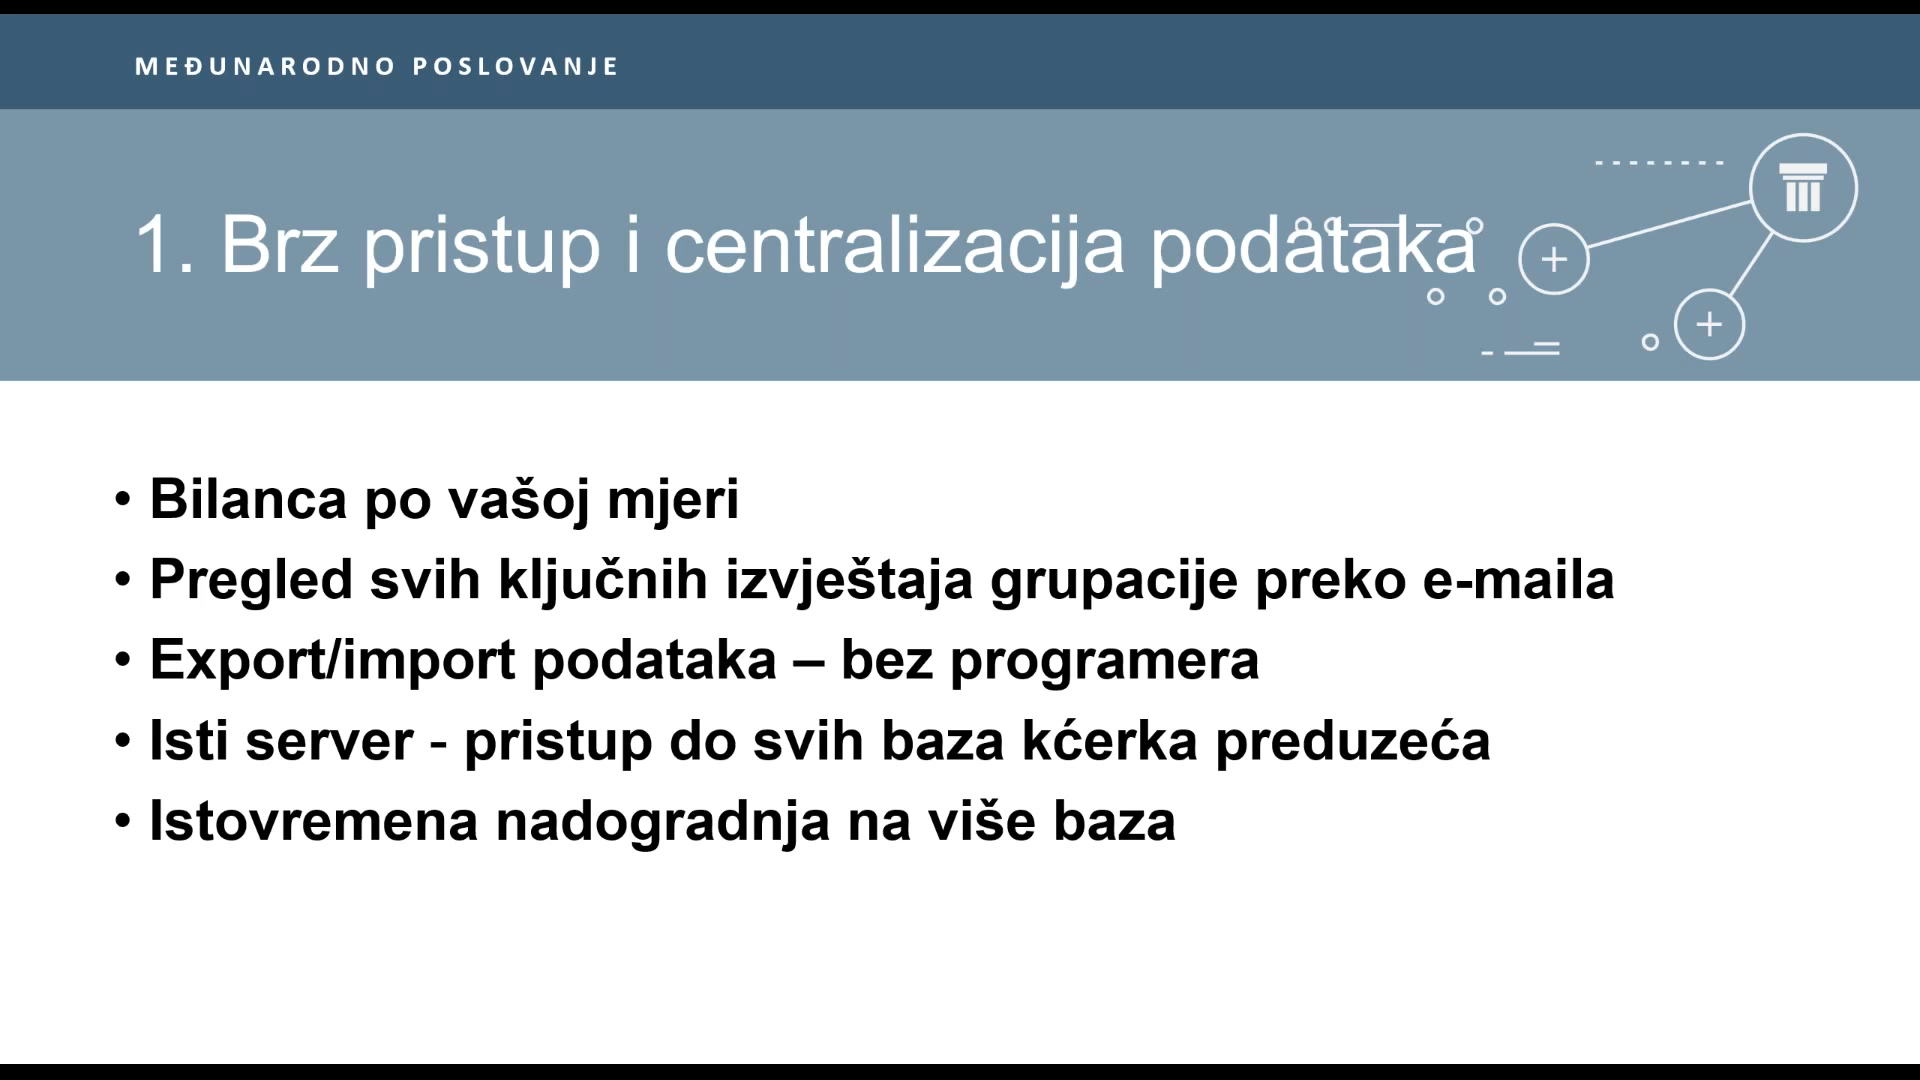 MEĐUNARODNO POSLOVANJE
1. Brz pristup i centralizacija podataka
• Bilanca po vašoj mjeri
• Pregled svih ključnih izvještaja grupacije preko e-maila
• Export/import podataka – bez programera
• Isti server - pristup do svih baza kćerka preduzeća
• Istovremena nadogradnja na više baza